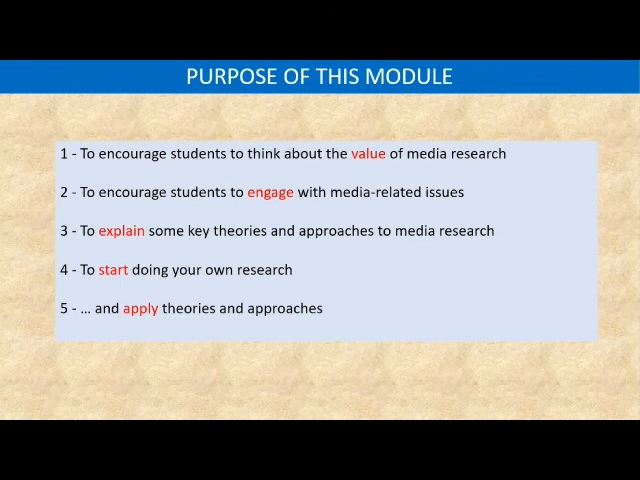 PURPOSE OF THIS MODULE
1 - To encourage students to think about the value of media research
2 - To encourage students to engage with media-related issues
3 - To explain some key theories and approaches to media research
4 - To start doing your own research
5 - … and apply theories and approaches